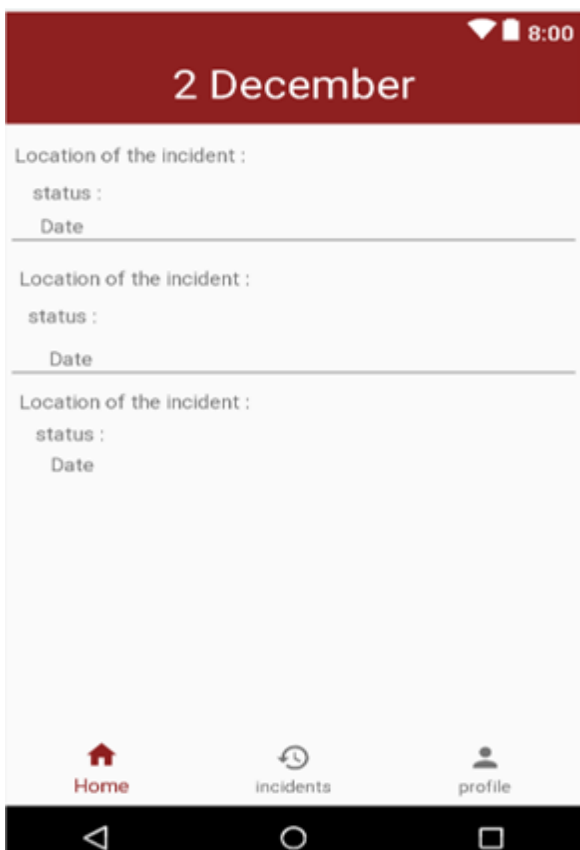 8:00
2 December
Location of the incident :
status :
Date
Location of the incident :
status :
Date
Location of the incident :
status :
Date
Home incidents profile